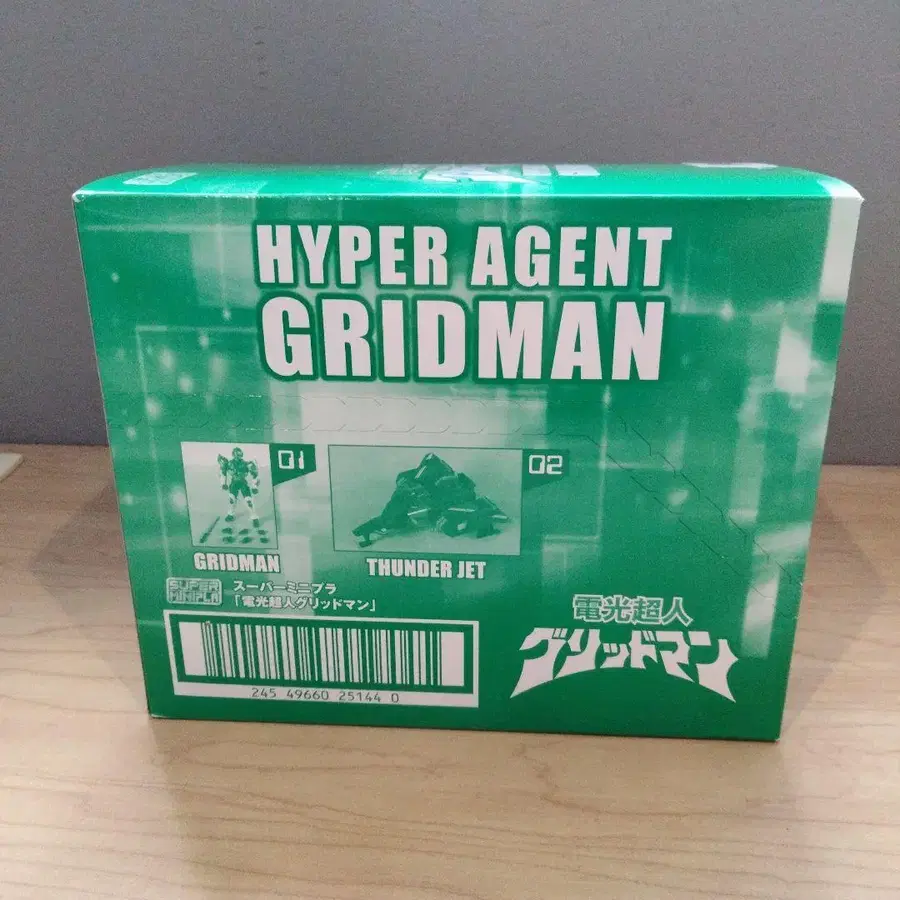 HYPER AGENT
GRIDMAN
01
02
GRIDMAN
THUNDER JET
SUPER
MINIPLA
スーパーミニプラ
「電光超人グリッドマン」
245 49660 25144 0
電光超人
グリッドマン